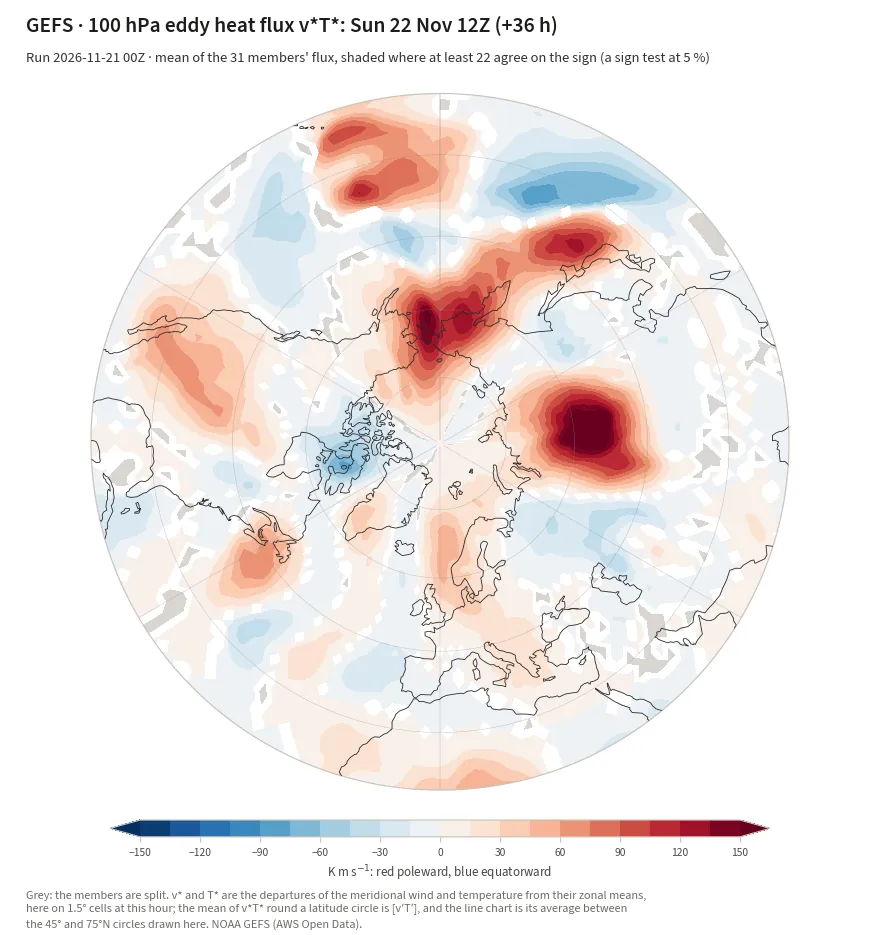 GEFS · 100 hPa eddy heat flux v*T*: Sun 22 Nov 12Z (+36 h)
Run 2026-11-21 00Z · mean of the 31 members' flux, shaded where at least 22 agree on the sign (a sign test at 5 %)
−150 −120 −90 −60 −30 0 30 60 90 120 150
K m s⁻¹: red poleward, blue equatorward
Grey: the members are split. v* and T* are the departures of the meridional wind and temperature from their zonal means,
here on 1.5° cells at this hour; the mean of v*T* round a latitude circle is [v'T'], and the line chart is its average between
the 45° and 75°N circles drawn here. NOAA GEFS (AWS Open Data).